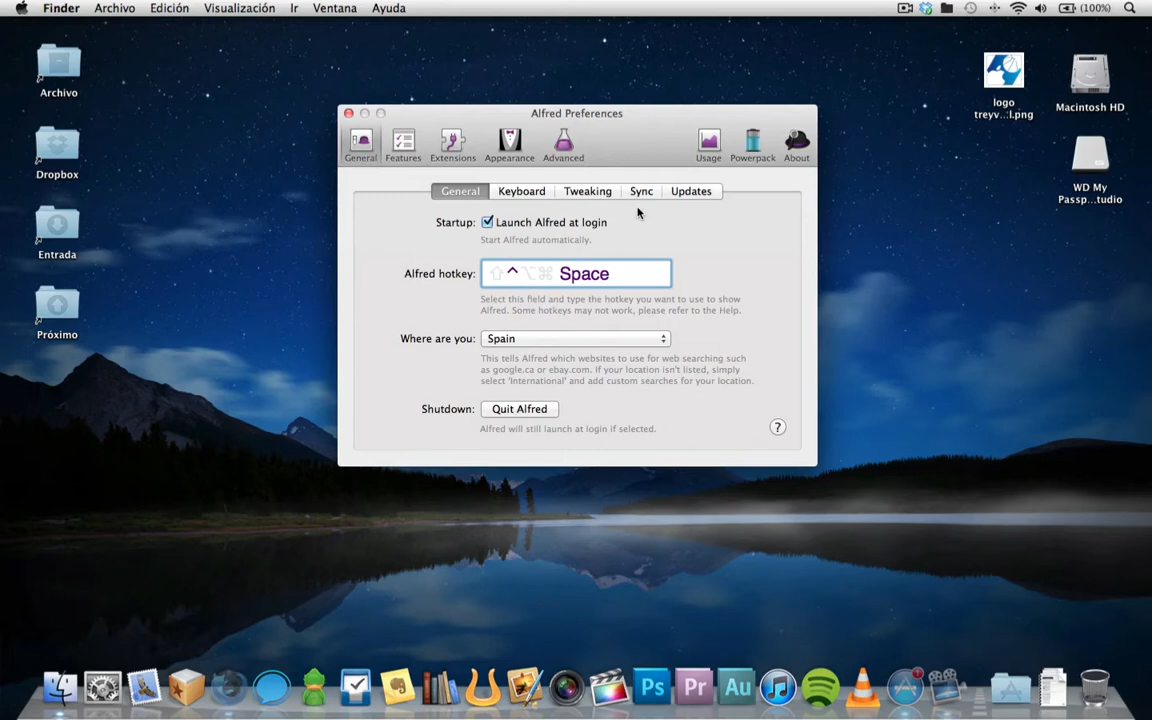 Finder Archivo Edición Visualización Ir Ventana Ayuda (100%)
Archivo
Dropbox
Entrada
Próximo
logo
treyv...l.png
Macintosh HD
WD My
Passp...tudio
Alfred Preferences
General Features Extensions Appearance Advanced Usage Powerpack About
General Keyboard Tweaking Sync Updates
Startup: Launch Alfred at login
Start Alfred automatically.
Alfred hotkey: ⇧^⌥⌘ Space
Select this field and type the hotkey you want to use to show
Alfred. Some hotkeys may not work, please refer to the Help.
Where are you: Spain
This tells Alfred which websites to use for web searching such
as google.ca or ebay.com. If your location isn't listed, simply
select 'International' and add custom searches for your location.
Shutdown: Quit Alfred
Alfred will still launch at login if selected.
?
Ps Pr Au